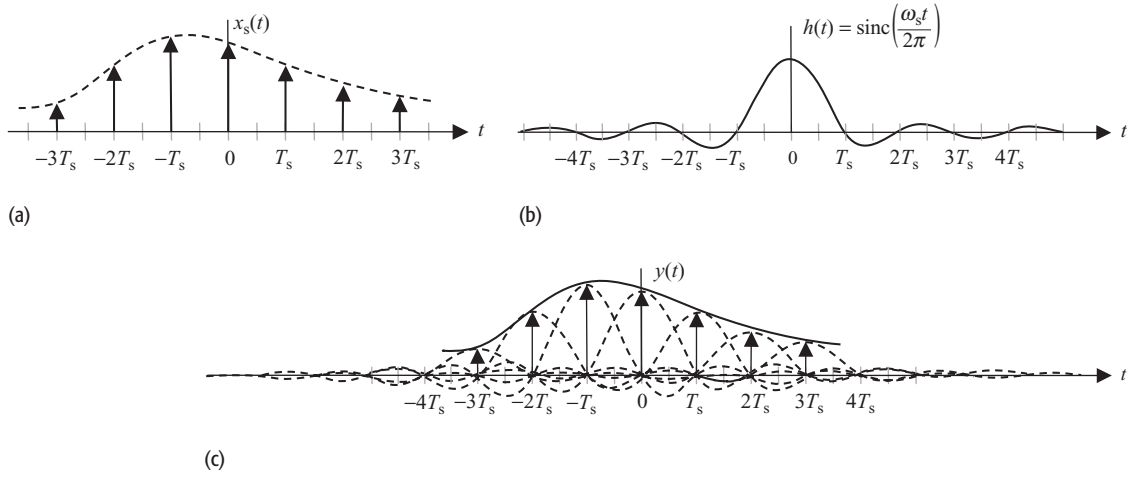 x_s(t)
t
−3T_s −2T_s −T_s 0 T_s 2T_s 3T_s
(a)
h(t) = sinc(ω_s t / 2π)
t
−4T_s −3T_s −2T_s −T_s 0 T_s 2T_s 3T_s 4T_s
(b)
y(t)
t
−4T_s −3T_s −2T_s −T_s 0 T_s 2T_s 3T_s 4T_s
(c)